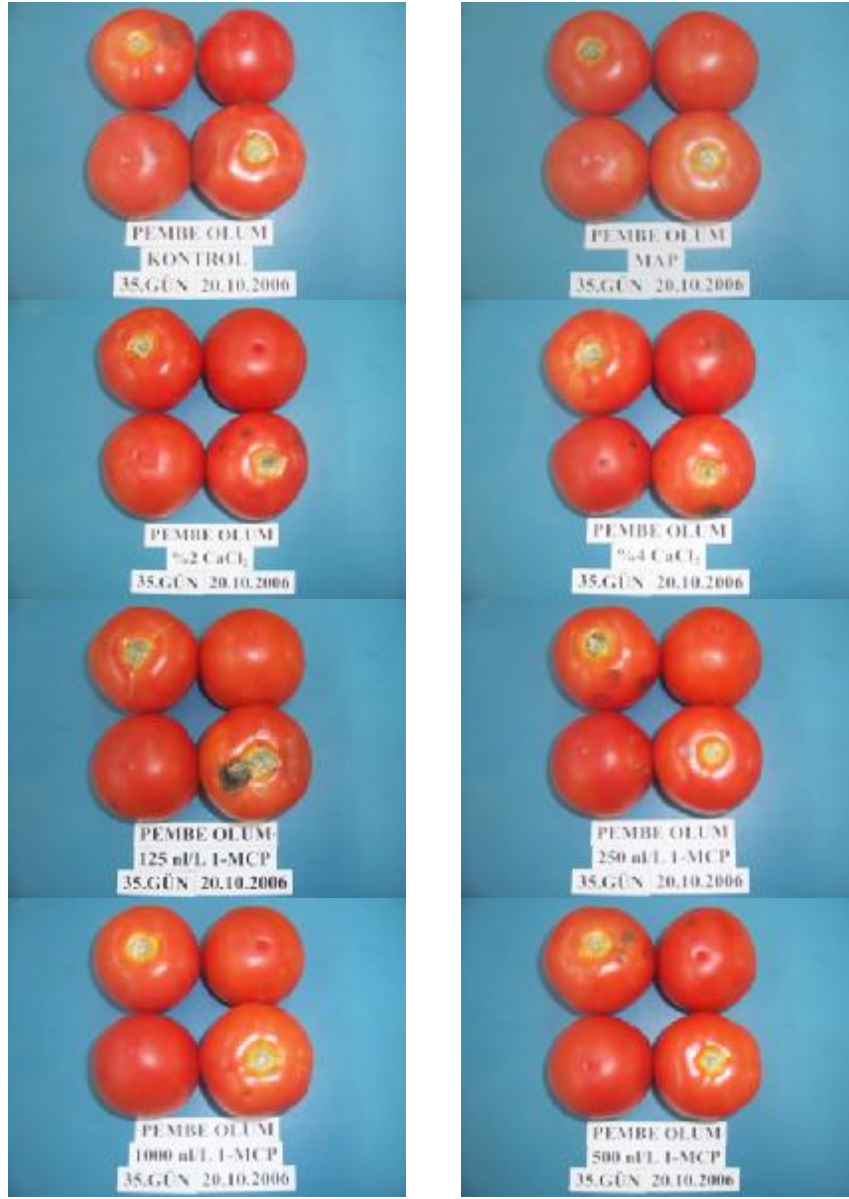 PEMBE OLUM
KONTROL
35.GÜN 20.10.2006
PEMBE OLUM
MAP
35.GÜN 20.10.2006
PEMBE OLUM
%2 CaCl₂
35.GÜN 20.10.2006
PEMBE OLUM
%4 CaCl₂
35.GÜN 20.10.2006
PEMBE OLUM
125 nl/L 1-MCP
35.GÜN 20.10.2006
PEMBE OLUM
250 nl/L 1-MCP
35.GÜN 20.10.2006
PEMBE OLUM
1000 nl/L 1-MCP
35.GÜN 20.10.2006
PEMBE OLUM
500 nl/L 1-MCP
35.GÜN 20.10.2006